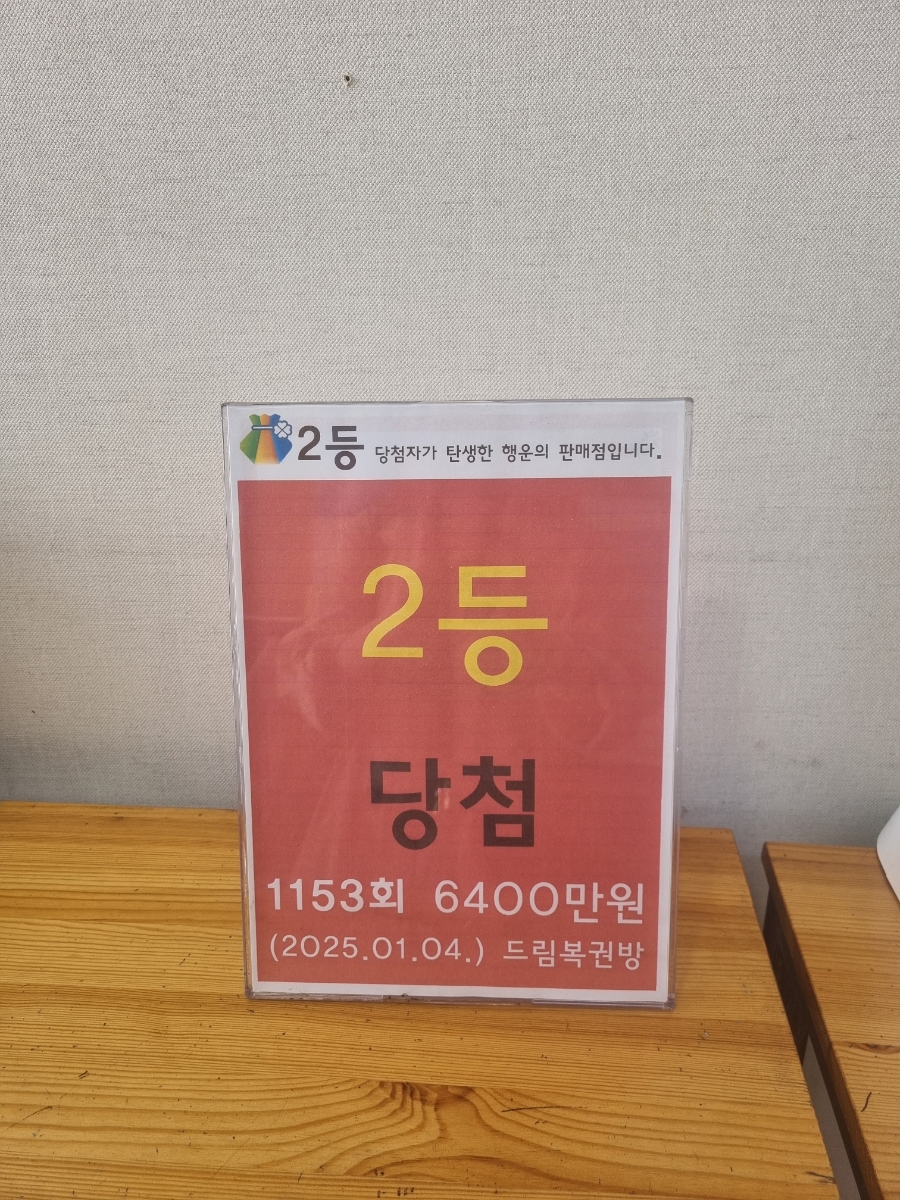 2등 당첨자가 탄생한 행운의 판매점입니다.
2등
당첨
1153회 6400만원
(2025.01.04.) 드림복권방